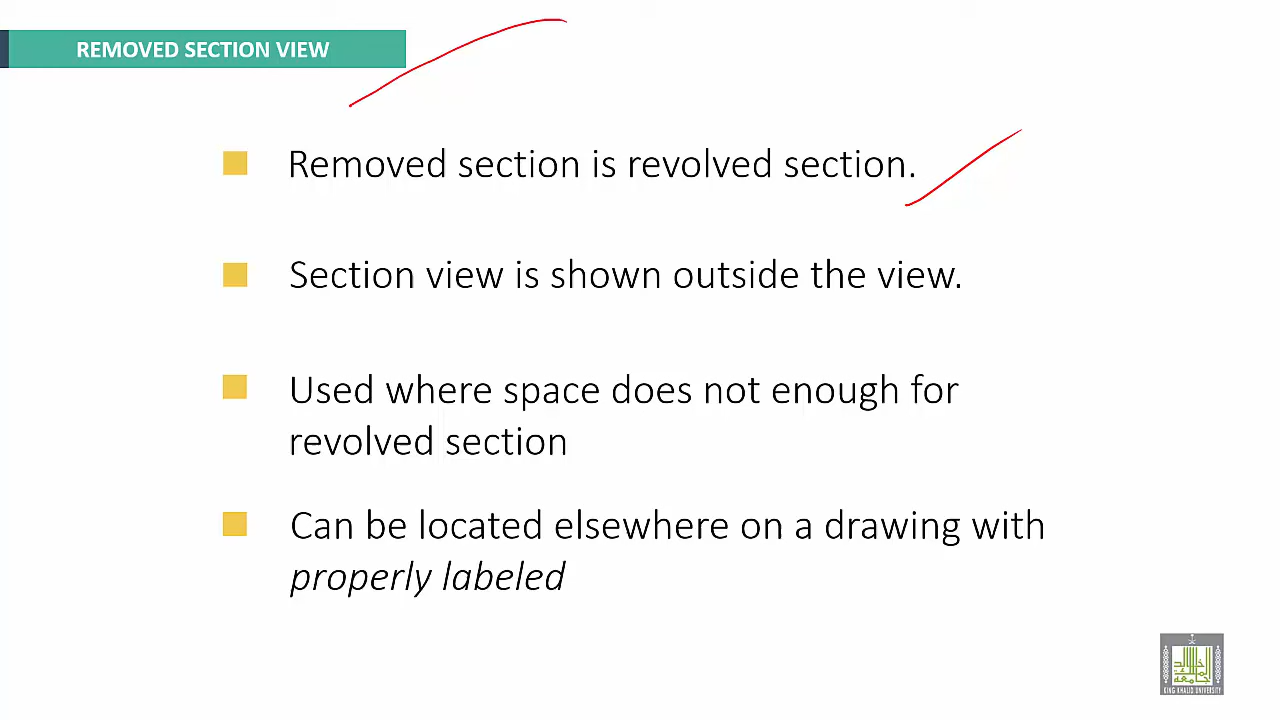 REMOVED SECTION VIEW
Removed section is revolved section.
Section view is shown outside the view.
Used where space does not enough for
revolved section
Can be located elsewhere on a drawing with
properly labeled
KING KHALID UNIVERSITY